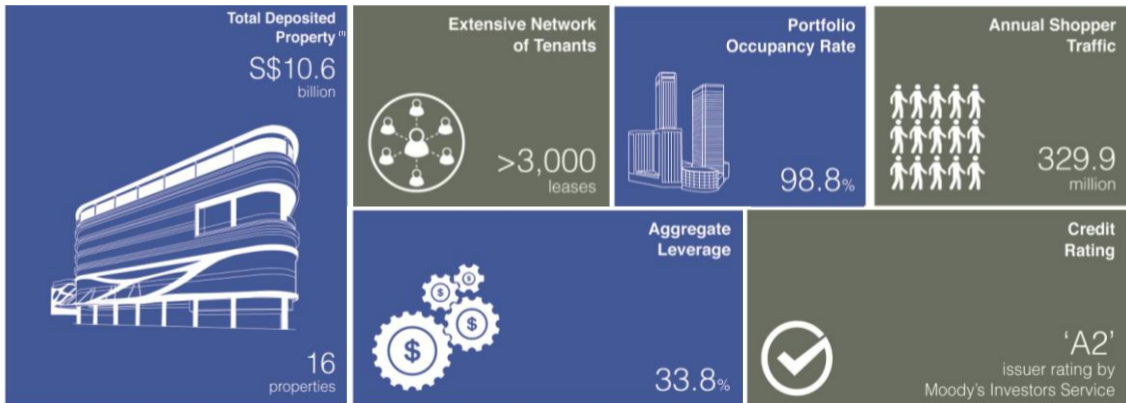 Total Deposited
Property (1)
S$10.6
billion
16
properties
Extensive Network
of Tenants
>3,000
leases
Portfolio
Occupancy Rate
98.8%
Annual Shopper
Traffic
329.9
million
Aggregate
Leverage
$
$
$
$
33.8%
Credit
Rating
‘A2’
issuer rating by
Moody’s Investors Service